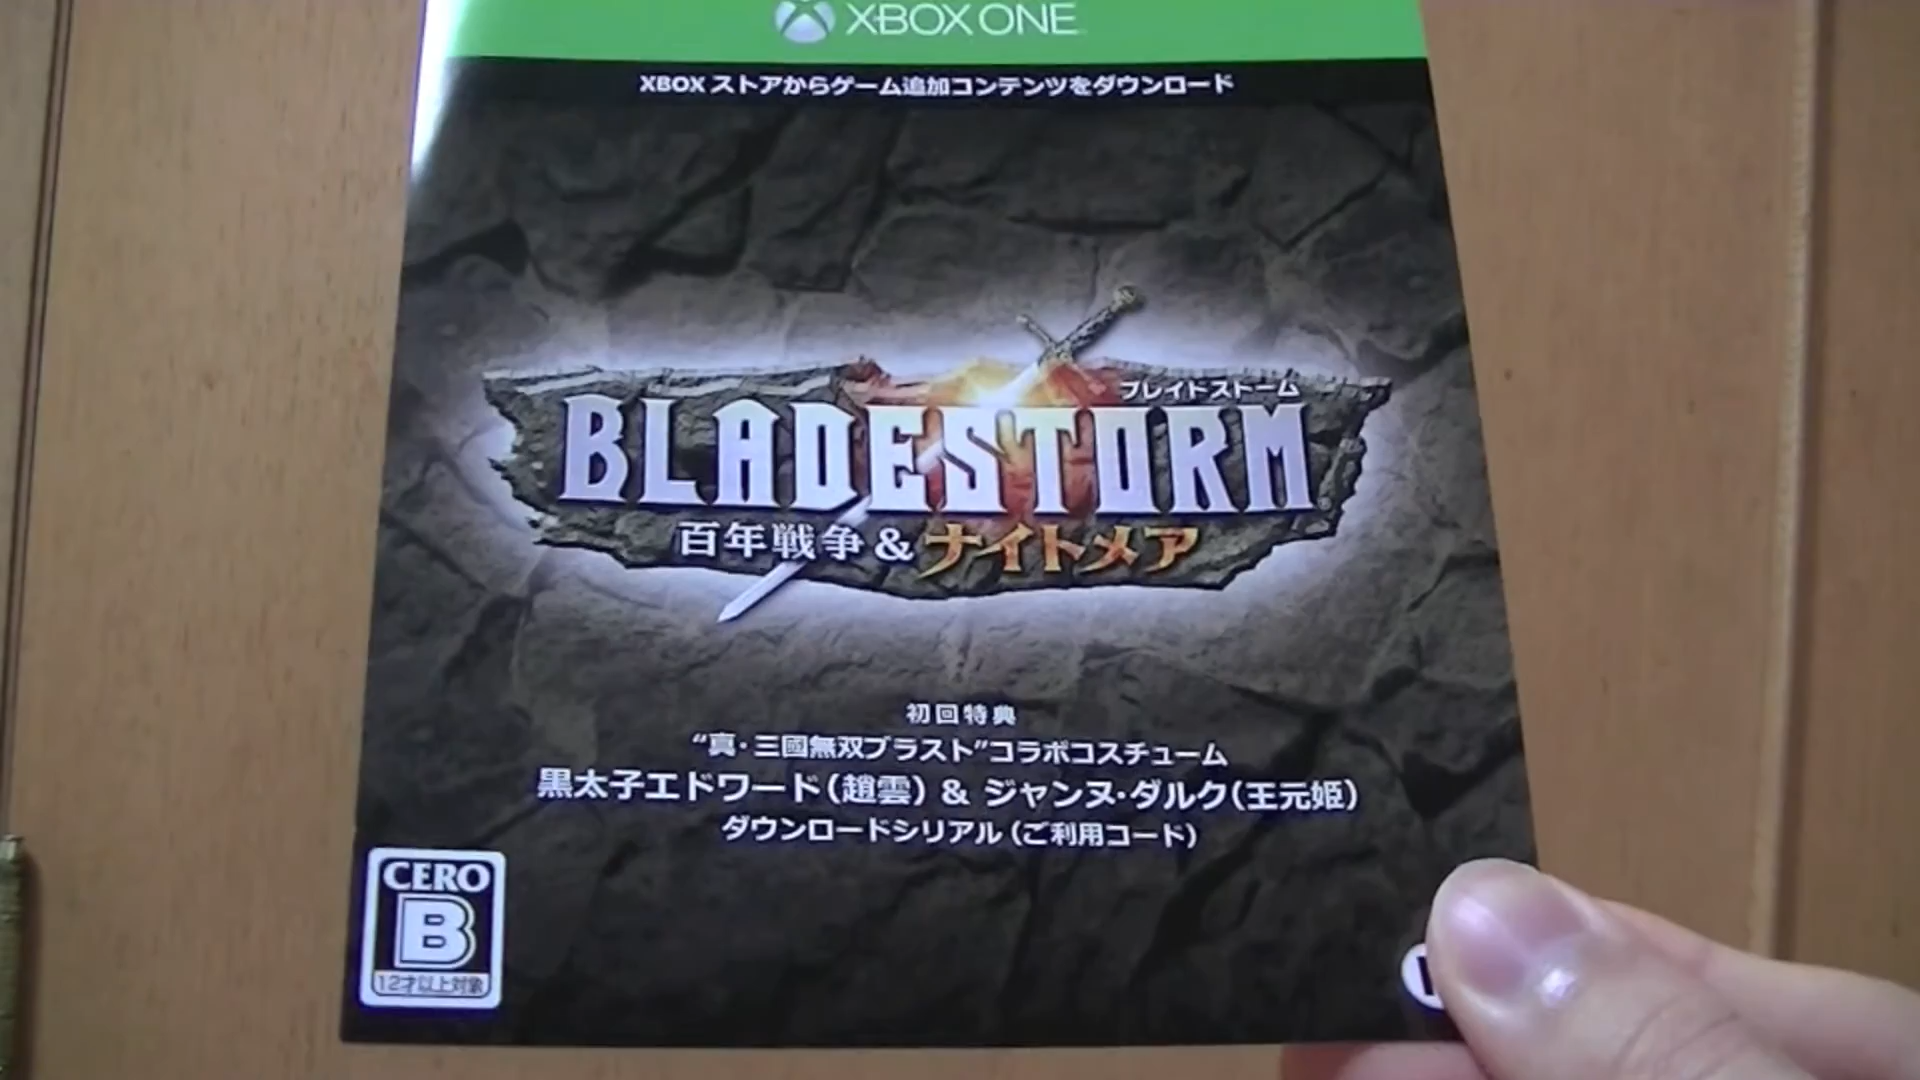 XBOX ONE
XBOX ストアからゲーム追加コンテンツをダウンロード
ブレイドストーム
BLADESTORM
百年戦争&ナイトメア
初回特典
“真・三國無双ブラスト”コラボコスチューム
黒太子エドワード(趙雲) & ジャンヌ・ダルク(王元姫)
ダウンロードシリアル(ご利用コード)
CERO
B
12才以上対象